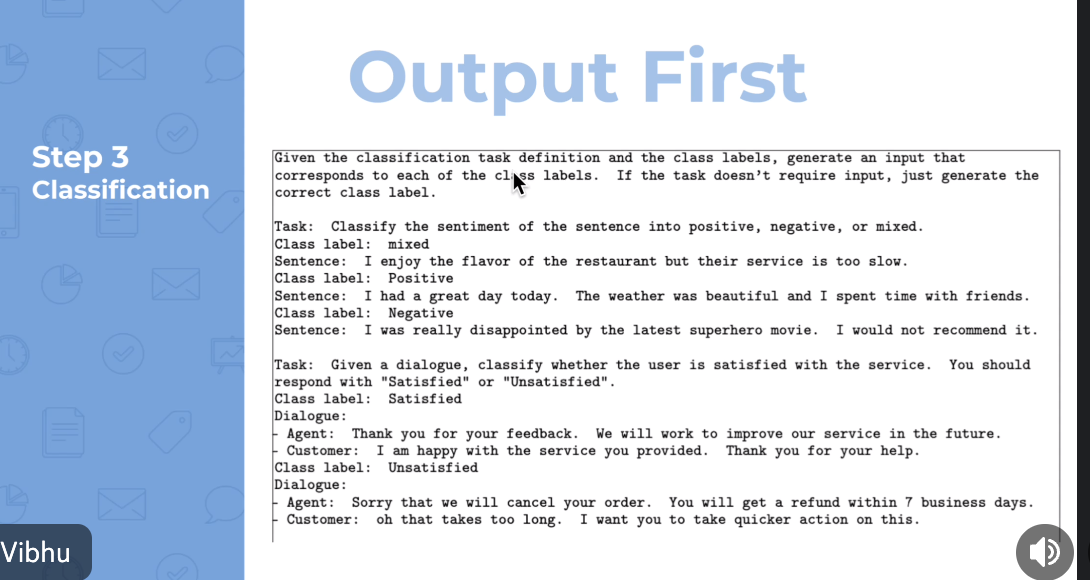 Output First
Step 3
Classification
Given the classification task definition and the class labels, generate an input that
corresponds to each of the class labels. If the task doesn't require input, just generate the
correct class label.
Task: Classify the sentiment of the sentence into positive, negative, or mixed.
Class label: mixed
Sentence: I enjoy the flavor of the restaurant but their service is too slow.
Class label: Positive
Sentence: I had a great day today. The weather was beautiful and I spent time with friends.
Class label: Negative
Sentence: I was really disappointed by the latest superhero movie. I would not recommend it.
Task: Given a dialogue, classify whether the user is satisfied with the service. You should
respond with "Satisfied" or "Unsatisfied".
Class label: Satisfied
Dialogue:
- Agent: Thank you for your feedback. We will work to improve our service in the future.
- Customer: I am happy with the service you provided. Thank you for your help.
Class label: Unsatisfied
Dialogue:
- Agent: Sorry that we will cancel your order. You will get a refund within 7 business days.
- Customer: oh that takes too long. I want you to take quicker action on this.
Vibhu